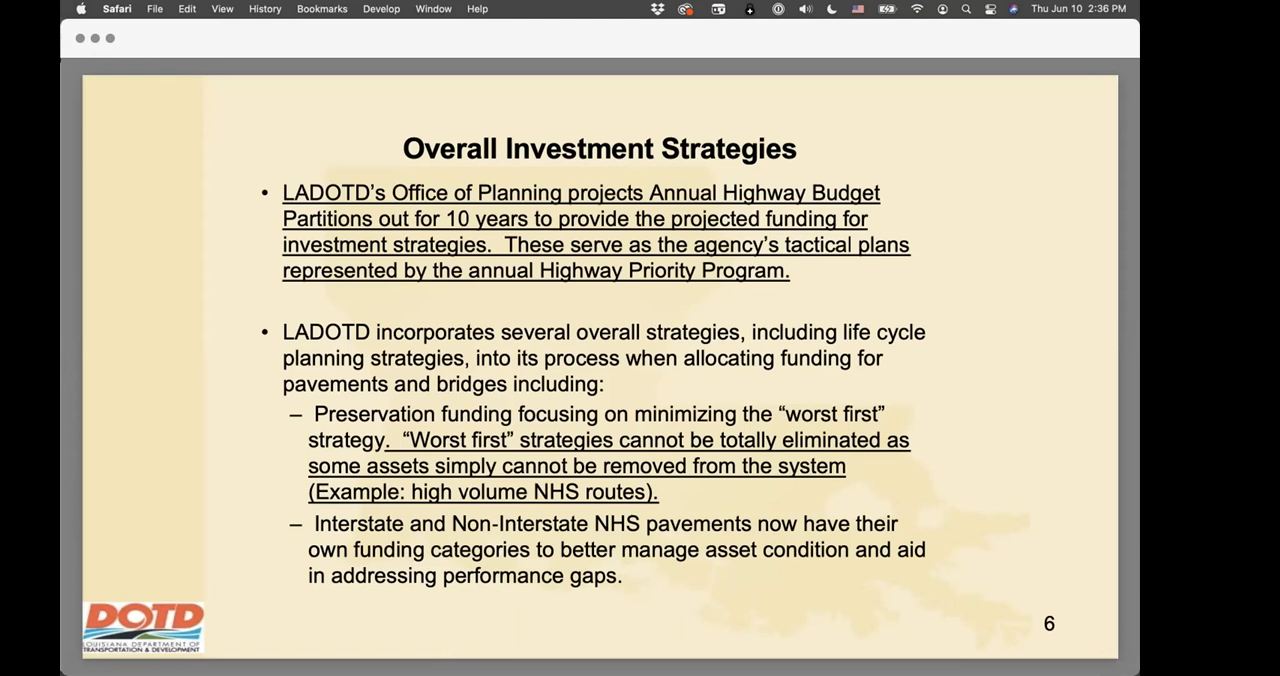 Safari File Edit View History Bookmarks Develop Window Help Thu Jun 10 2:36 PM
Overall Investment Strategies
• LADOTD’s Office of Planning projects Annual Highway Budget
Partitions out for 10 years to provide the projected funding for
investment strategies. These serve as the agency’s tactical plans
represented by the annual Highway Priority Program.
• LADOTD incorporates several overall strategies, including life cycle
planning strategies, into its process when allocating funding for
pavements and bridges including:
– Preservation funding focusing on minimizing the “worst first”
strategy. “Worst first” strategies cannot be totally eliminated as
some assets simply cannot be removed from the system
(Example: high volume NHS routes).
– Interstate and Non-Interstate NHS pavements now have their
own funding categories to better manage asset condition and aid
in addressing performance gaps.
DOTD
LOUISIANA DEPARTMENT OF
TRANSPORTATION & DEVELOPMENT
6